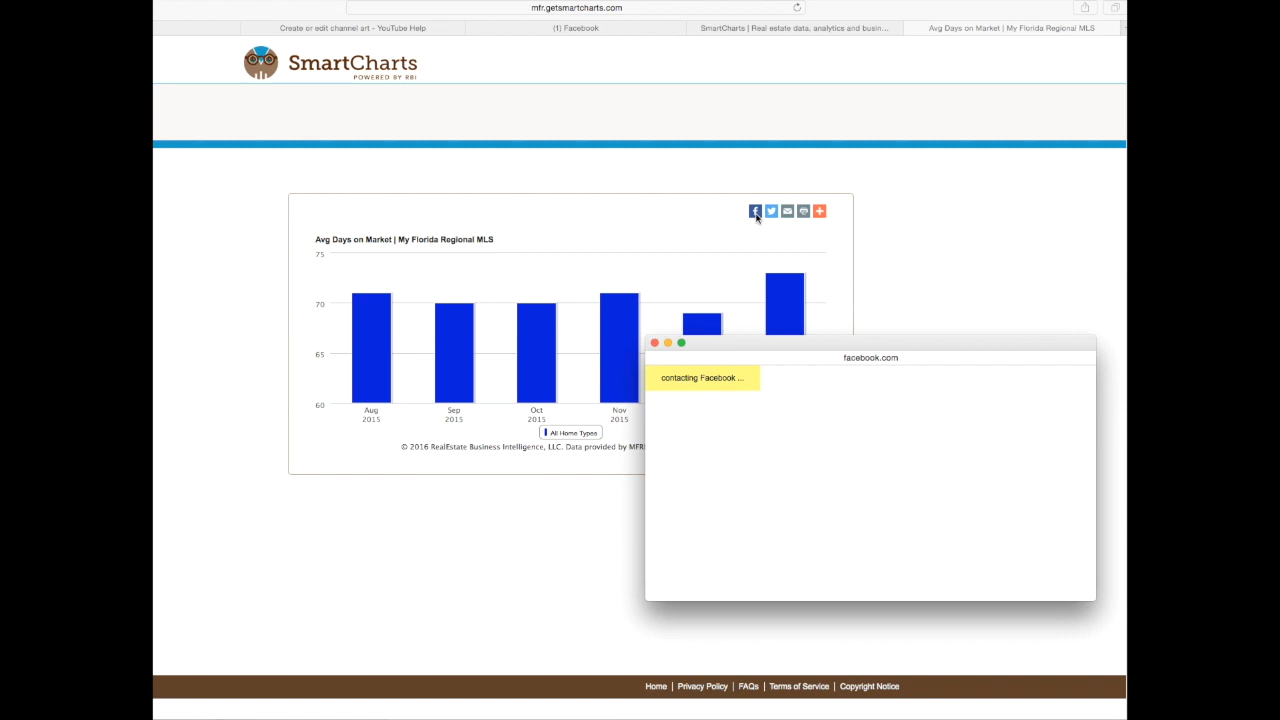 mfr.getsmartcharts.com
Create or edit channel art - YouTube Help
(1) Facebook
SmartCharts | Real estate data, analytics and busin...
Avg Days on Market | My Florida Regional MLS
SmartCharts
POWERED BY RBI
Avg Days on Market | My Florida Regional MLS
75
70
65
60
Aug 2015
Sep 2015
Oct 2015
Nov 2015
All Home Types
© 2016 RealEstate Business Intelligence, LLC. Data provided by MFR
facebook.com
contacting Facebook ...
Home | Privacy Policy | FAQs | Terms of Service | Copyright Notice